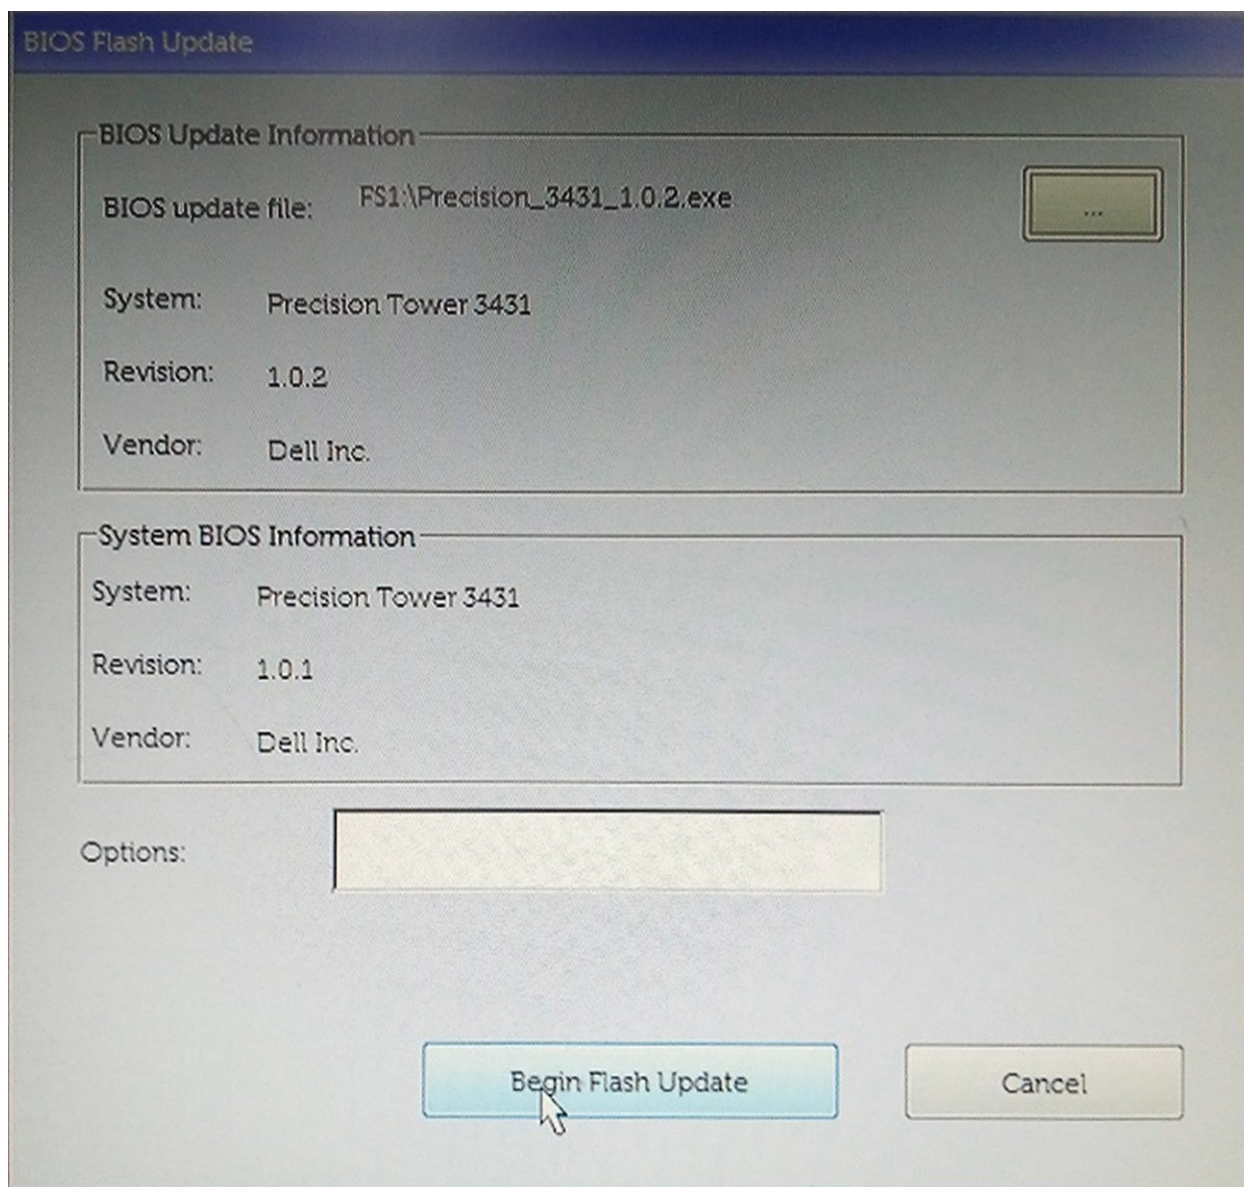 BIOS Flash Update
BIOS Update Information
BIOS update file: FS1:\Precision_3431_1.0.2.exe
...
System: Precision Tower 3431
Revision: 1.0.2
Vendor: Dell Inc.
System BIOS Information
System: Precision Tower 3431
Revision: 1.0.1
Vendor: Dell Inc.
Options:
Begin Flash Update Cancel